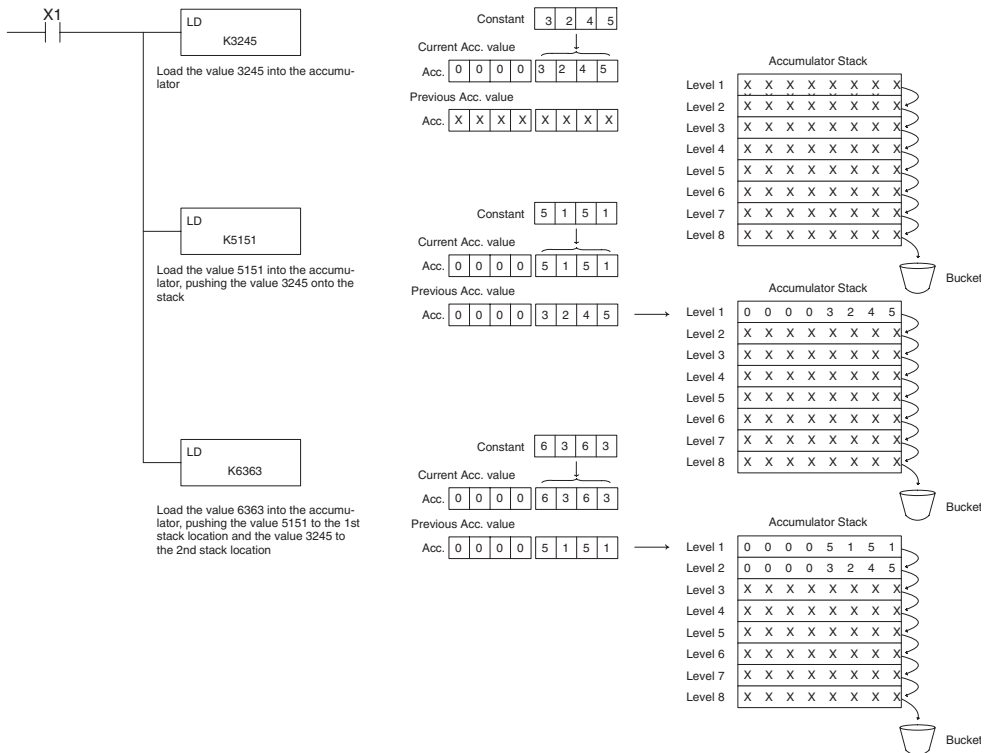 X1
LD
K3245
Load the value 3245 into the accumu-
lator
Constant 3 2 4 5
Current Acc. value
Acc. 0 0 0 0 3 2 4 5
Previous Acc. value
Acc. X X X X X X X X
Accumulator Stack
Level 1 X X X X X X X X
Level 2 X X X X X X X X
Level 3 X X X X X X X X
Level 4 X X X X X X X X
Level 5 X X X X X X X X
Level 6 X X X X X X X X
Level 7 X X X X X X X X
Level 8 X X X X X X X X
Bucket
LD
K5151
Load the value 5151 into the accumu-
lator, pushing the value 3245 onto the
stack
Constant 5 1 5 1
Current Acc. value
Acc. 0 0 0 0 5 1 5 1
Previous Acc. value
Acc. 0 0 0 0 3 2 4 5
Accumulator Stack
Level 1 0 0 0 0 3 2 4 5
Level 2 X X X X X X X X
Level 3 X X X X X X X X
Level 4 X X X X X X X X
Level 5 X X X X X X X X
Level 6 X X X X X X X X
Level 7 X X X X X X X X
Level 8 X X X X X X X X
Bucket
LD
K6363
Load the value 6363 into the accumu-
lator, pushing the value 5151 to the 1st
stack location and the value 3245 to
the 2nd stack location
Constant 6 3 6 3
Current Acc. value
Acc. 0 0 0 0 6 3 6 3
Previous Acc. value
Acc. 0 0 0 0 5 1 5 1
Accumulator Stack
Level 1 0 0 0 0 5 1 5 1
Level 2 0 0 0 0 3 2 4 5
Level 3 X X X X X X X X
Level 4 X X X X X X X X
Level 5 X X X X X X X X
Level 6 X X X X X X X X
Level 7 X X X X X X X X
Level 8 X X X X X X X X
Bucket